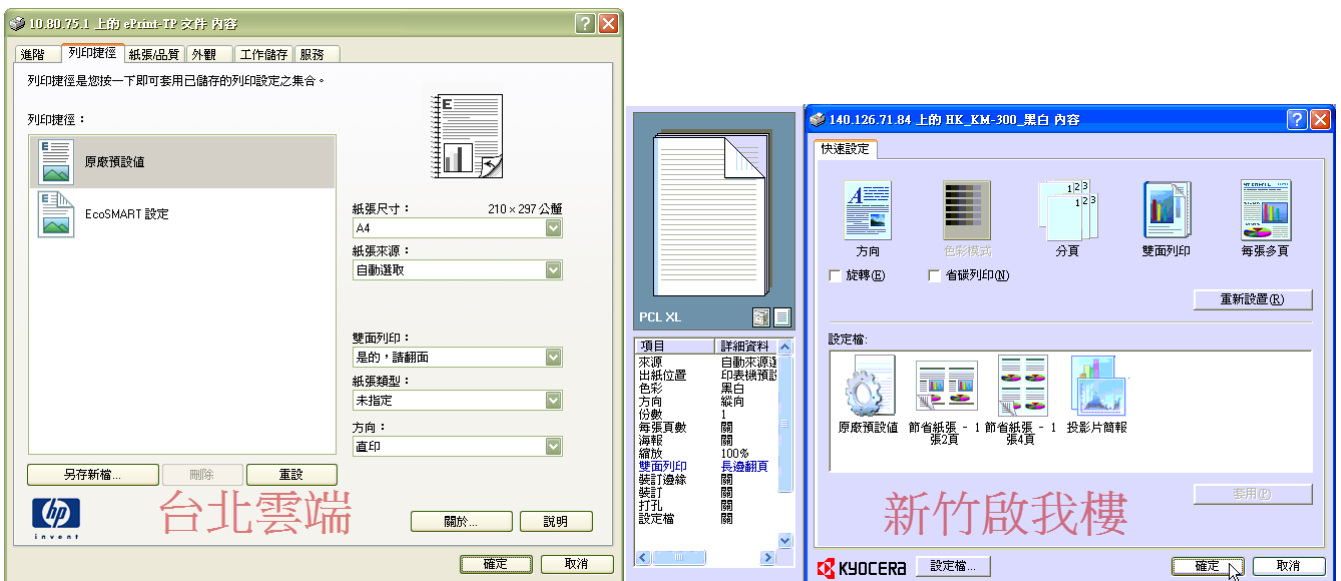 10.80.75.1 上的 ePrint-TP 文件 內容
進階 列印捷徑 紙張/品質 外觀 工作儲存 服務
列印捷徑是您按一下即可套用已儲存的列印設定之集合。
列印捷徑：
原廠預設值
EcoSMART 設定
紙張尺寸： 210 × 297 公釐
A4
紙張來源：
自動選取
雙面列印：
是的，請翻面
紙張類型：
未指定
方向：
直印
另存新檔... 刪除 重設
hp
invent
台北雲端
關於... 說明
確定 取消
PCL XL
項目 詳細資料
來源 自動來源選
出紙位置 印表機預設
色彩 黑白
方向 縱向
份數 1
每張頁數 關
海報 關
縮放 100%
雙面列印 長邊翻頁
裝訂邊緣 關
裝訂 關
打孔 關
設定檔 關
140.126.71.84 上的 HK_KM-300_黑白 內容
快速設定
方向 色彩模式 分頁 雙面列印 每張多頁
旋轉(E) 省碳列印(N)
重新設置(R)
設定檔:
原廠預設值 節省紙張 - 1張2頁 節省紙張 - 1張4頁 投影片簡報
套用(P)
新竹啟我樓
KYOCERA 設定檔... 確定 取消